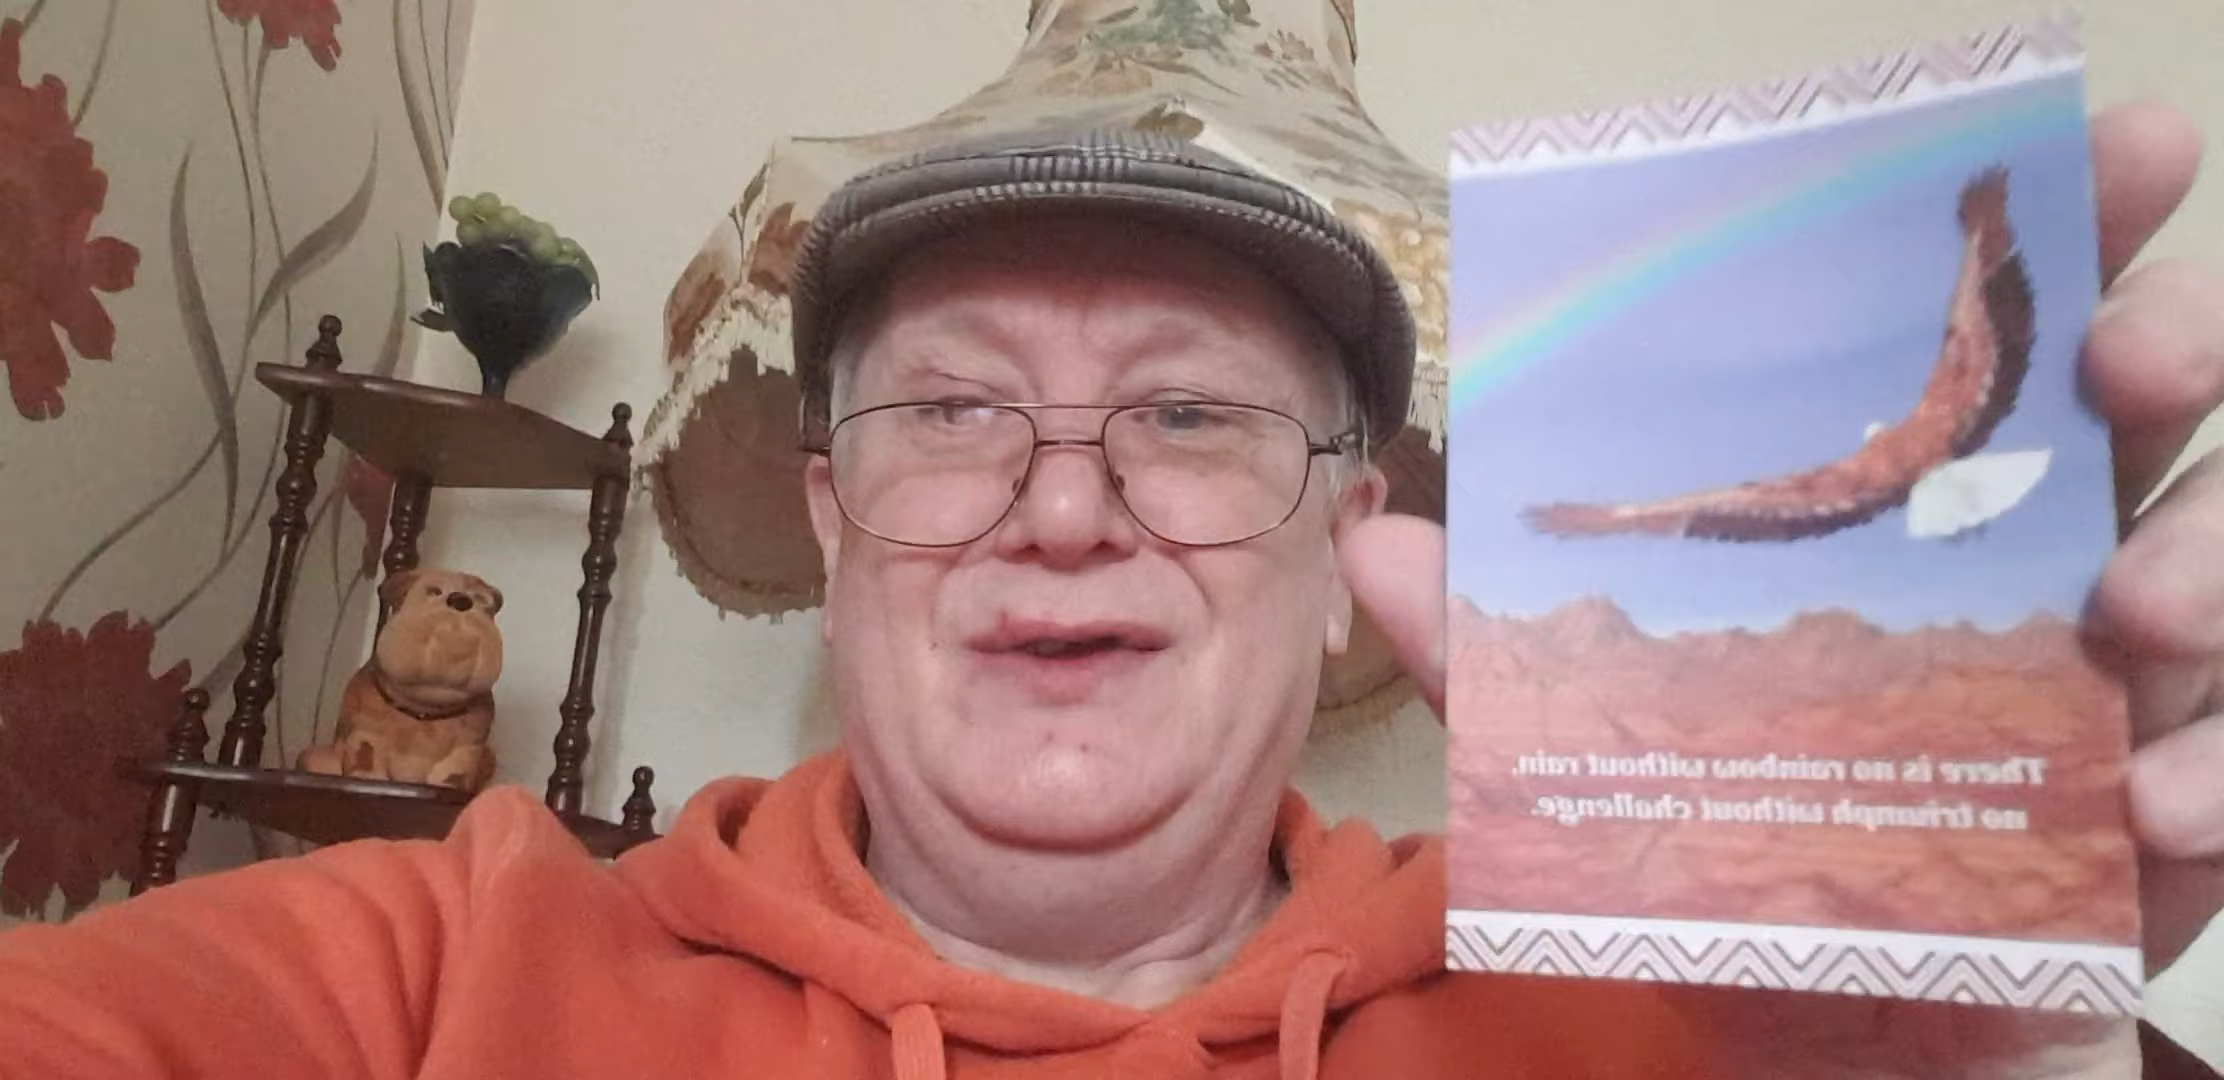 There is no rainbow without rain,
no triumph without challenge.